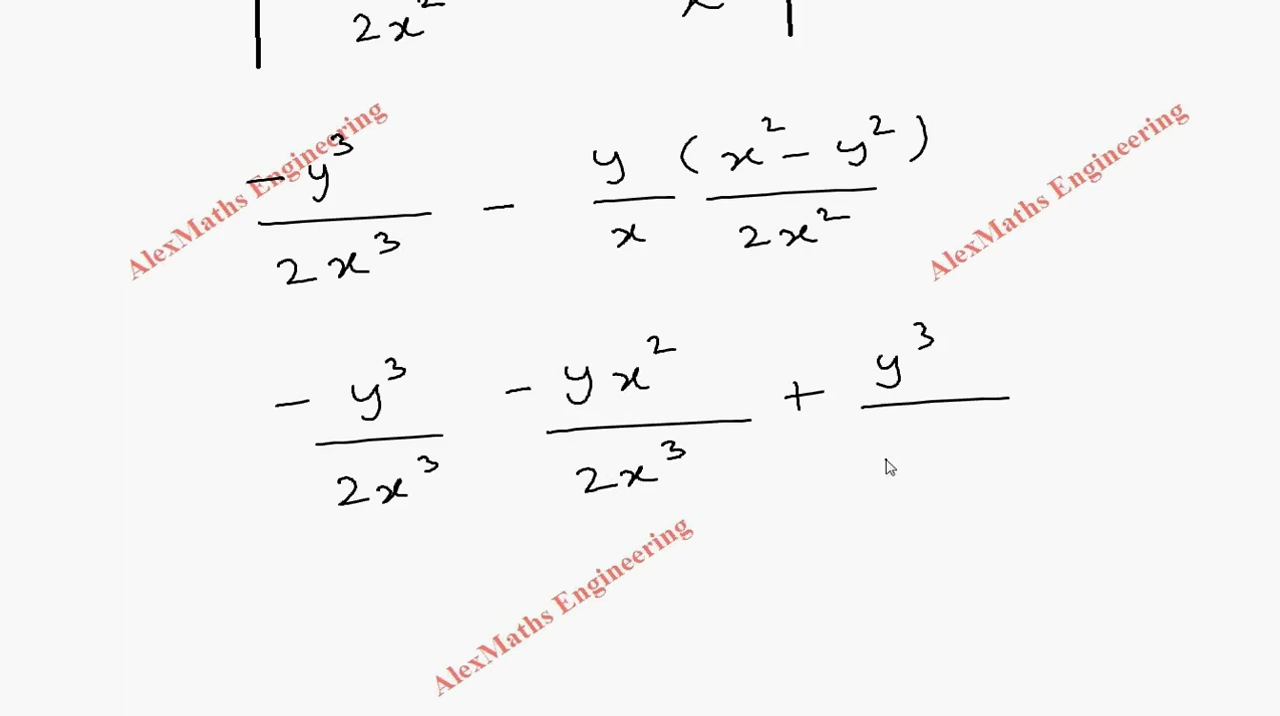 2x²
-y³/2x³ - y/x (x² - y²)/2x²
- y³/2x³ - yx²/2x³ + y³/
AlexMaths Engineering
AlexMaths Engineering
AlexMaths Engineering